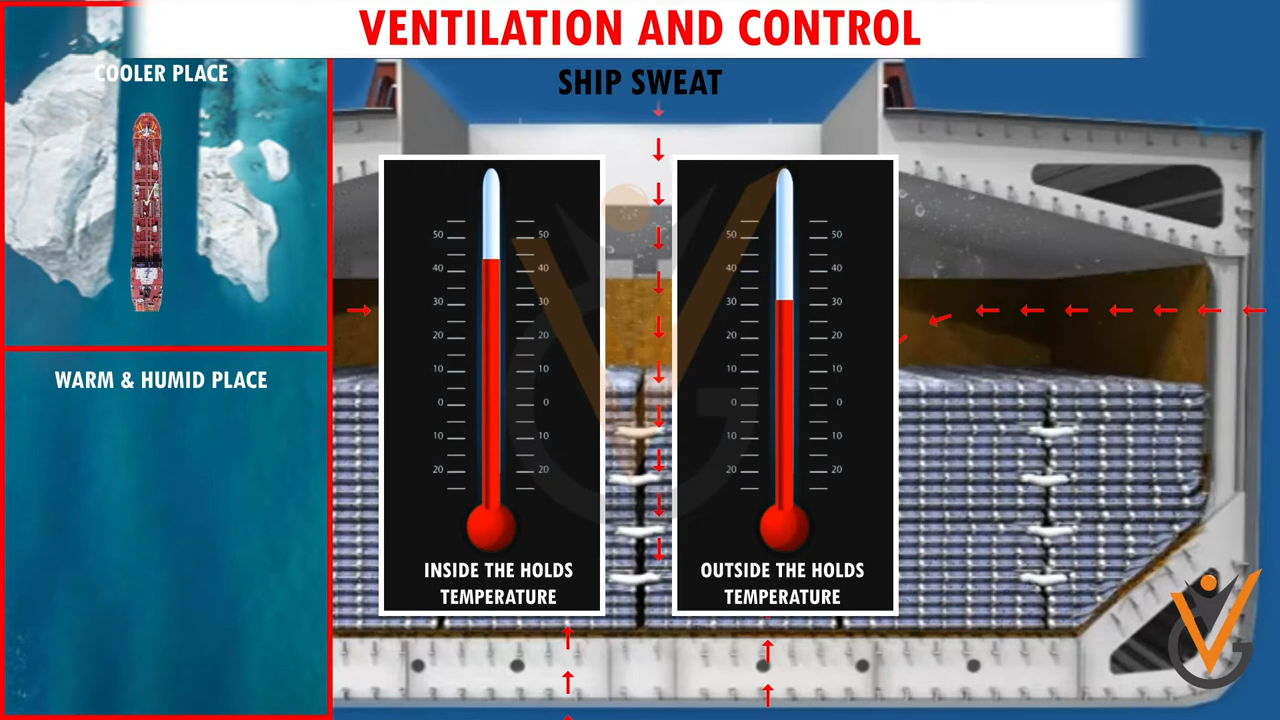 VENTILATION AND CONTROL
COOLER PLACE
SHIP SWEAT
WARM & HUMID PLACE
50 50
40 40
30 30
20 20
10 10
0 0
10 10
20 20
INSIDE THE HOLDS
TEMPERATURE
50 50
40 40
30 30
20 20
10 10
0 0
10 10
20 20
OUTSIDE THE HOLDS
TEMPERATURE
VG